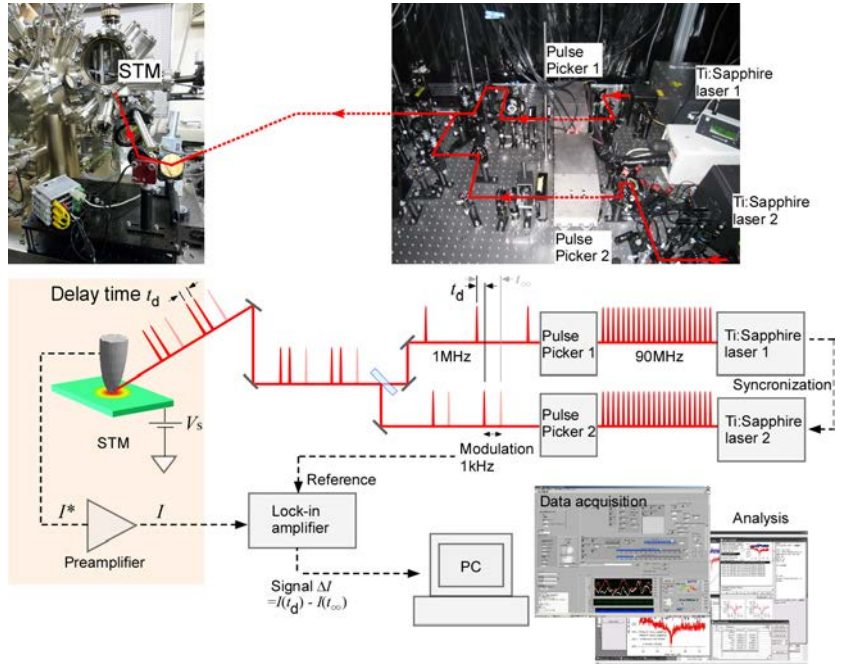 STM
Pulse
Picker 1
Ti:Sapphire
laser 1
Ti:Sapphire
laser 2
Pulse
Picker 2
Delay time td
t∞
td
1MHz
Pulse
Picker 1
90MHz
Ti:Sapphire
laser 1
Syncronization
Pulse
Picker 2
Ti:Sapphire
laser 2
Modulation
1kHz
STM
Vs
Reference
I*
I
Preamplifier
Lock-in
amplifier
Signal ΔI
=I(td) - I(t∞)
PC
Data acquisition
Analysis